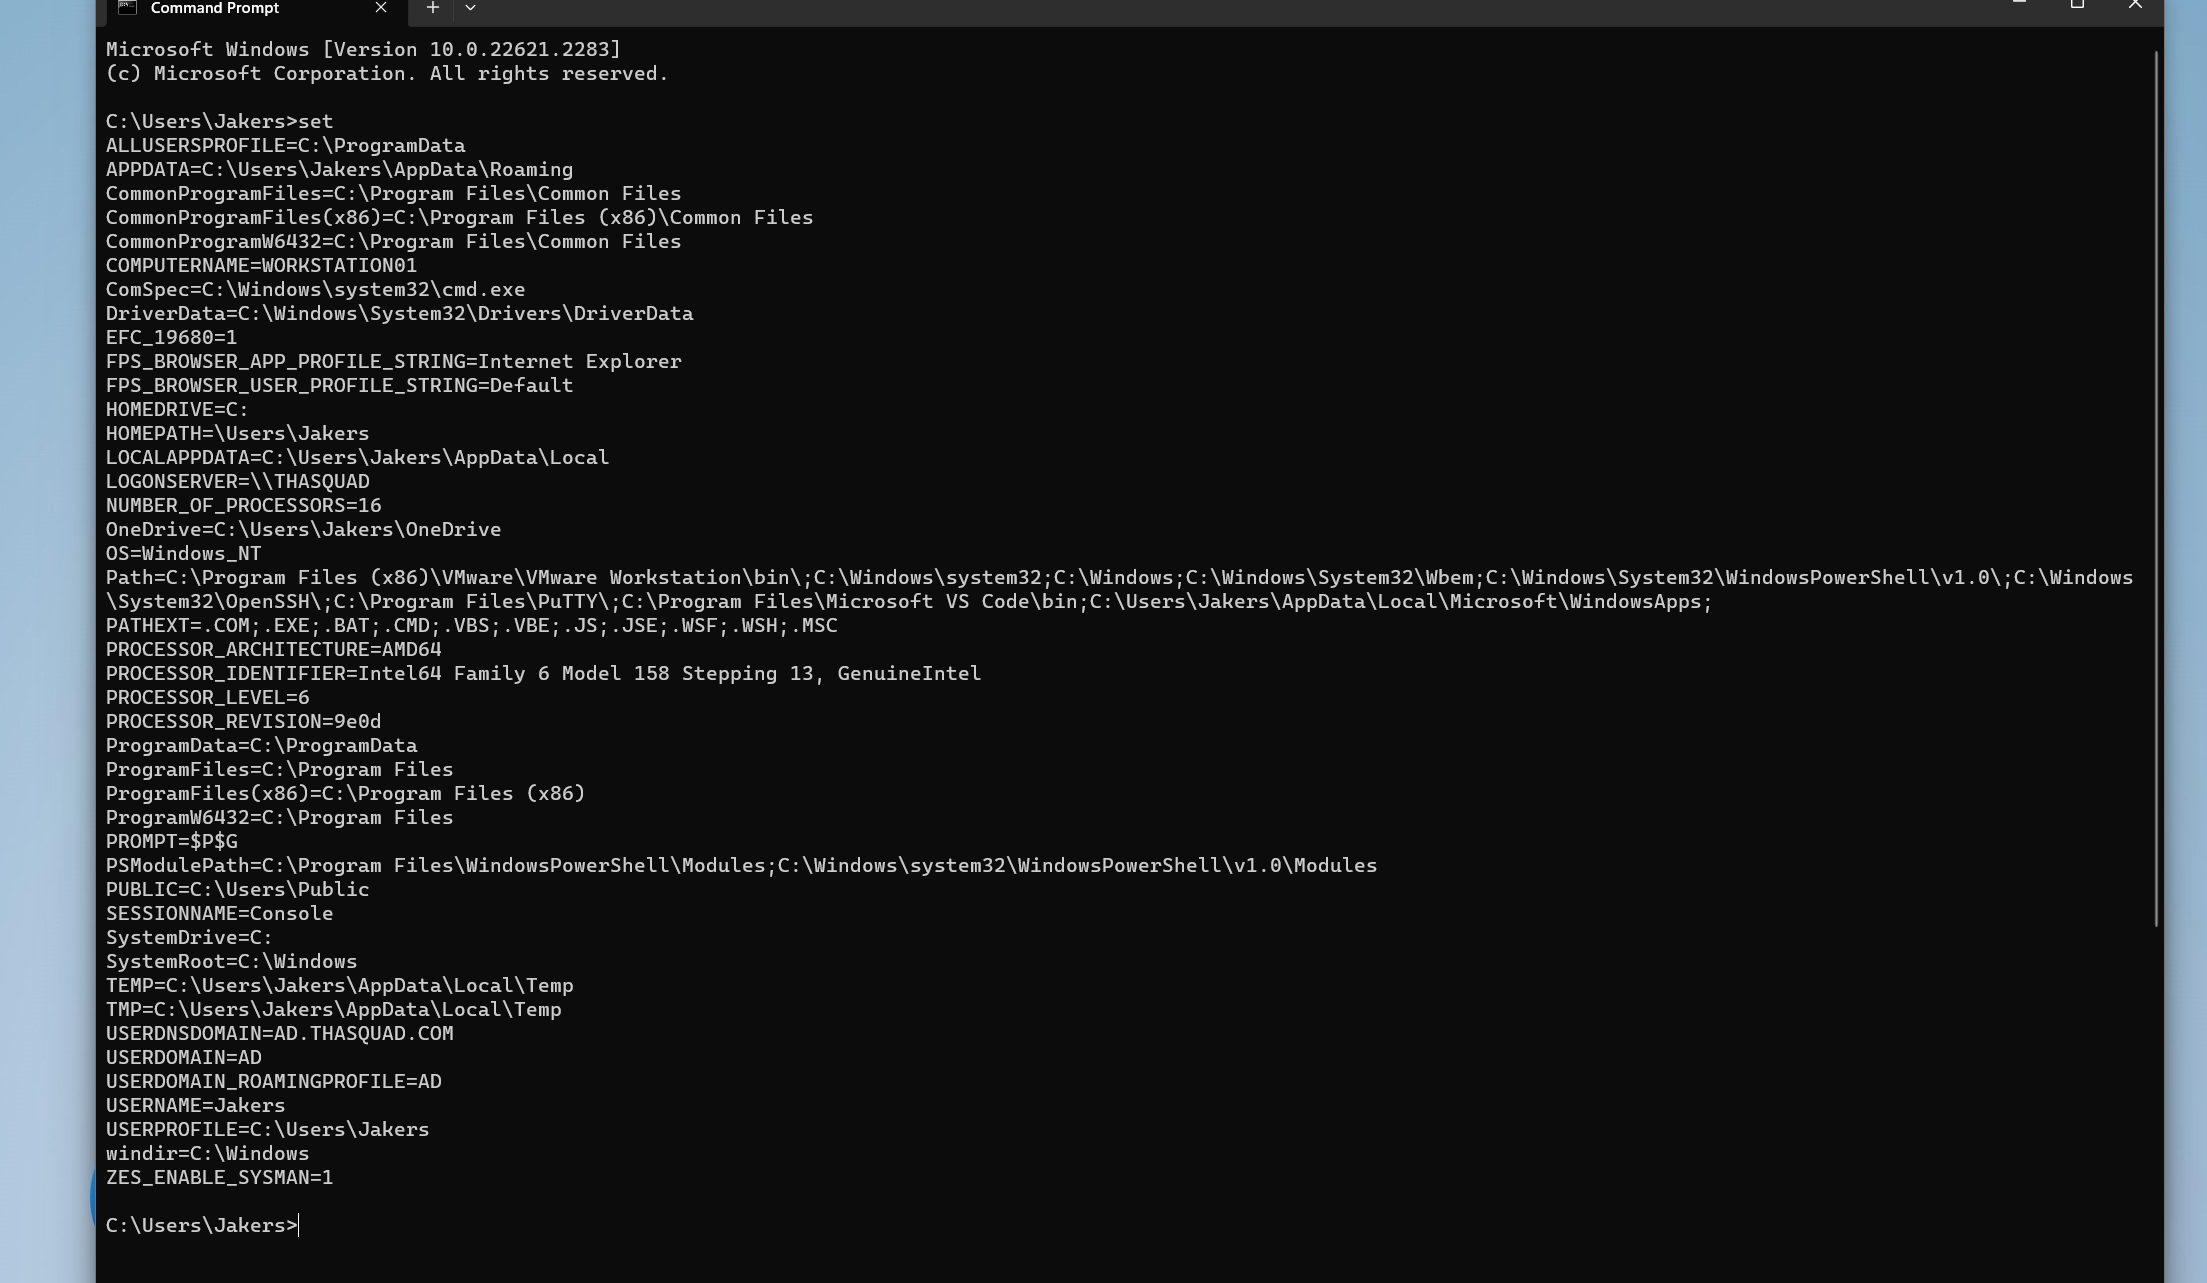 Command Prompt
Microsoft Windows [Version 10.0.22621.2283]
(c) Microsoft Corporation. All rights reserved.
C:\Users\Jakers>set
ALLUSERSPROFILE=C:\ProgramData
APPDATA=C:\Users\Jakers\AppData\Roaming
CommonProgramFiles=C:\Program Files\Common Files
CommonProgramFiles(x86)=C:\Program Files (x86)\Common Files
CommonProgramW6432=C:\Program Files\Common Files
COMPUTERNAME=WORKSTATION01
ComSpec=C:\Windows\system32\cmd.exe
DriverData=C:\Windows\System32\Drivers\DriverData
EFC_19680=1
FPS_BROWSER_APP_PROFILE_STRING=Internet Explorer
FPS_BROWSER_USER_PROFILE_STRING=Default
HOMEDRIVE=C:
HOMEPATH=\Users\Jakers
LOCALAPPDATA=C:\Users\Jakers\AppData\Local
LOGONSERVER=\\THASQUAD
NUMBER_OF_PROCESSORS=16
OneDrive=C:\Users\Jakers\OneDrive
OS=Windows_NT
Path=C:\Program Files (x86)\VMware\VMware Workstation\bin\;C:\Windows\system32;C:\Windows;C:\Windows\System32\Wbem;C:\Windows\System32\WindowsPowerShell\v1.0\;C:\Windows
\System32\OpenSSH\;C:\Program Files\PuTTY\;C:\Program Files\Microsoft VS Code\bin;C:\Users\Jakers\AppData\Local\Microsoft\WindowsApps;
PATHEXT=.COM;.EXE;.BAT;.CMD;.VBS;.VBE;.JS;.JSE;.WSF;.WSH;.MSC
PROCESSOR_ARCHITECTURE=AMD64
PROCESSOR_IDENTIFIER=Intel64 Family 6 Model 158 Stepping 13, GenuineIntel
PROCESSOR_LEVEL=6
PROCESSOR_REVISION=9e0d
ProgramData=C:\ProgramData
ProgramFiles=C:\Program Files
ProgramFiles(x86)=C:\Program Files (x86)
ProgramW6432=C:\Program Files
PROMPT=$P$G
PSModulePath=C:\Program Files\WindowsPowerShell\Modules;C:\Windows\system32\WindowsPowerShell\v1.0\Modules
PUBLIC=C:\Users\Public
SESSIONNAME=Console
SystemDrive=C:
SystemRoot=C:\Windows
TEMP=C:\Users\Jakers\AppData\Local\Temp
TMP=C:\Users\Jakers\AppData\Local\Temp
USERDNSDOMAIN=AD.THASQUAD.COM
USERDOMAIN=AD
USERDOMAIN_ROAMINGPROFILE=AD
USERNAME=Jakers
USERPROFILE=C:\Users\Jakers
windir=C:\Windows
ZES_ENABLE_SYSMAN=1
C:\Users\Jakers>